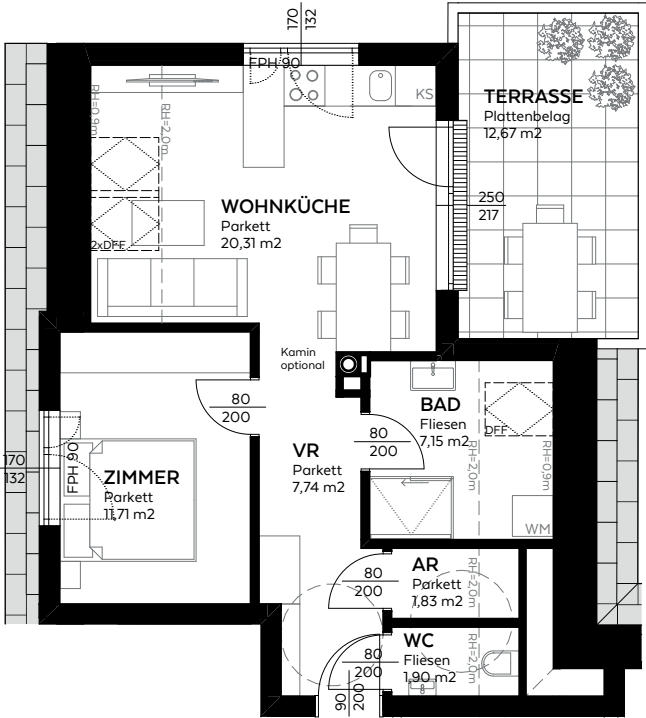 170
132
FPH 90
KS
RH=0,9m
RH=2,0m
TERRASSE
Plattenbelag
12,67 m2
WOHNKÜCHE
Parkett
20,31 m2
250
217
2xDFF
Kamin
optional
80
200
BAD
Fliesen
7,15 m2
DFF
80
200
VR
Parkett
7,74 m2
170
132
FPH 90
ZIMMER
Parkett
11,71 m2
RH=2,0m
RH=0,9m
WM
AR
Parkett
1,83 m2
80
200
RH=2,0m
WC
Fliesen
1,90 m2
80
200
RH=2,0m
90
200